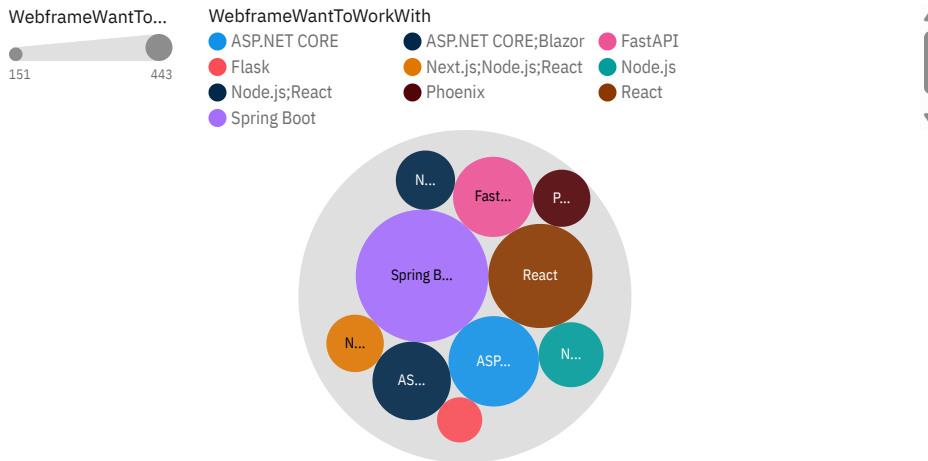 WebframeWantTo...
151 443
WebframeWantToWorkWith
ASP.NET CORE ASP.NET CORE;Blazor FastAPI
Flask Next.js;Node.js;React Node.js
Node.js;React Phoenix React
Spring Boot
N...
Fast...
P...
Spring B...
React
N...
ASP...
N...
AS...